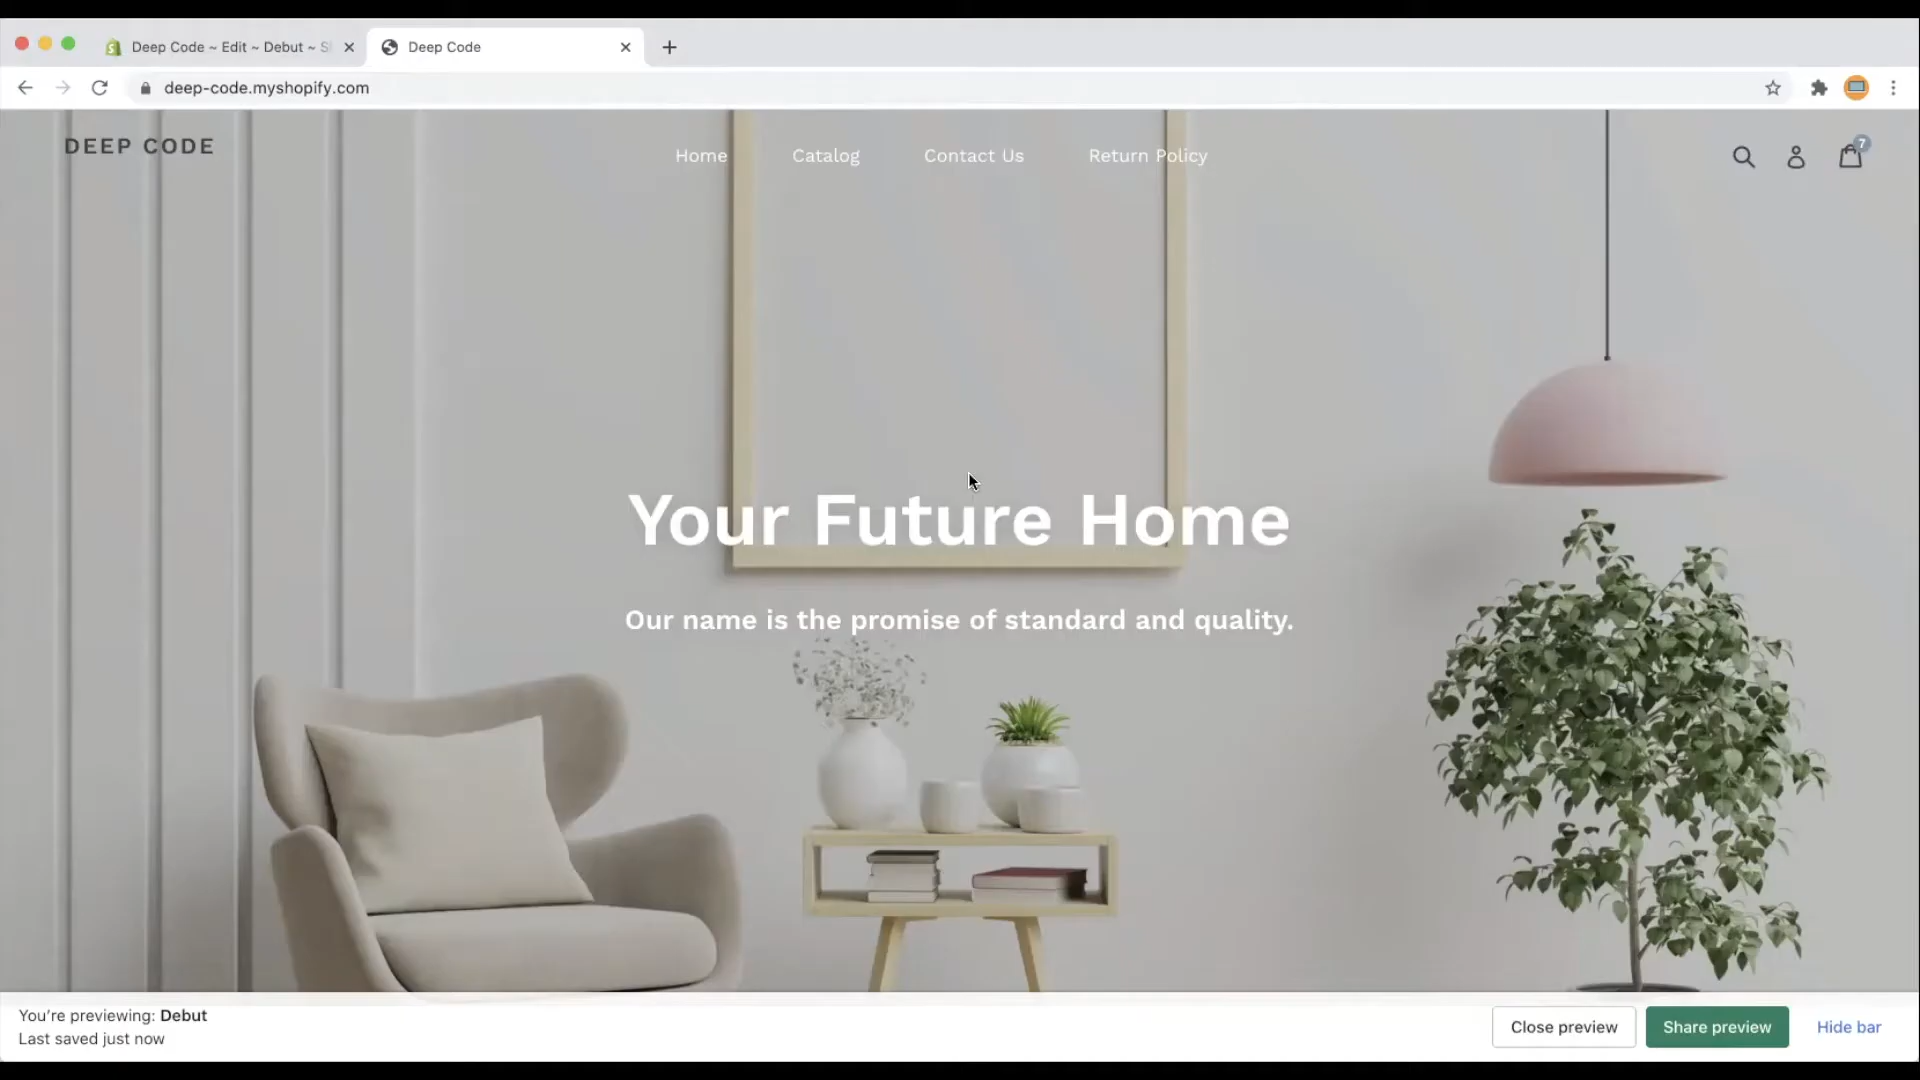 Deep Code ~ Edit ~ Debut ~ S
Deep Code
deep-code.myshopify.com
DEEP CODE
Home
Catalog
Contact Us
Return Policy
7
Your Future Home
Our name is the promise of standard and quality.
You're previewing: Debut
Last saved just now
Close preview
Share preview
Hide bar